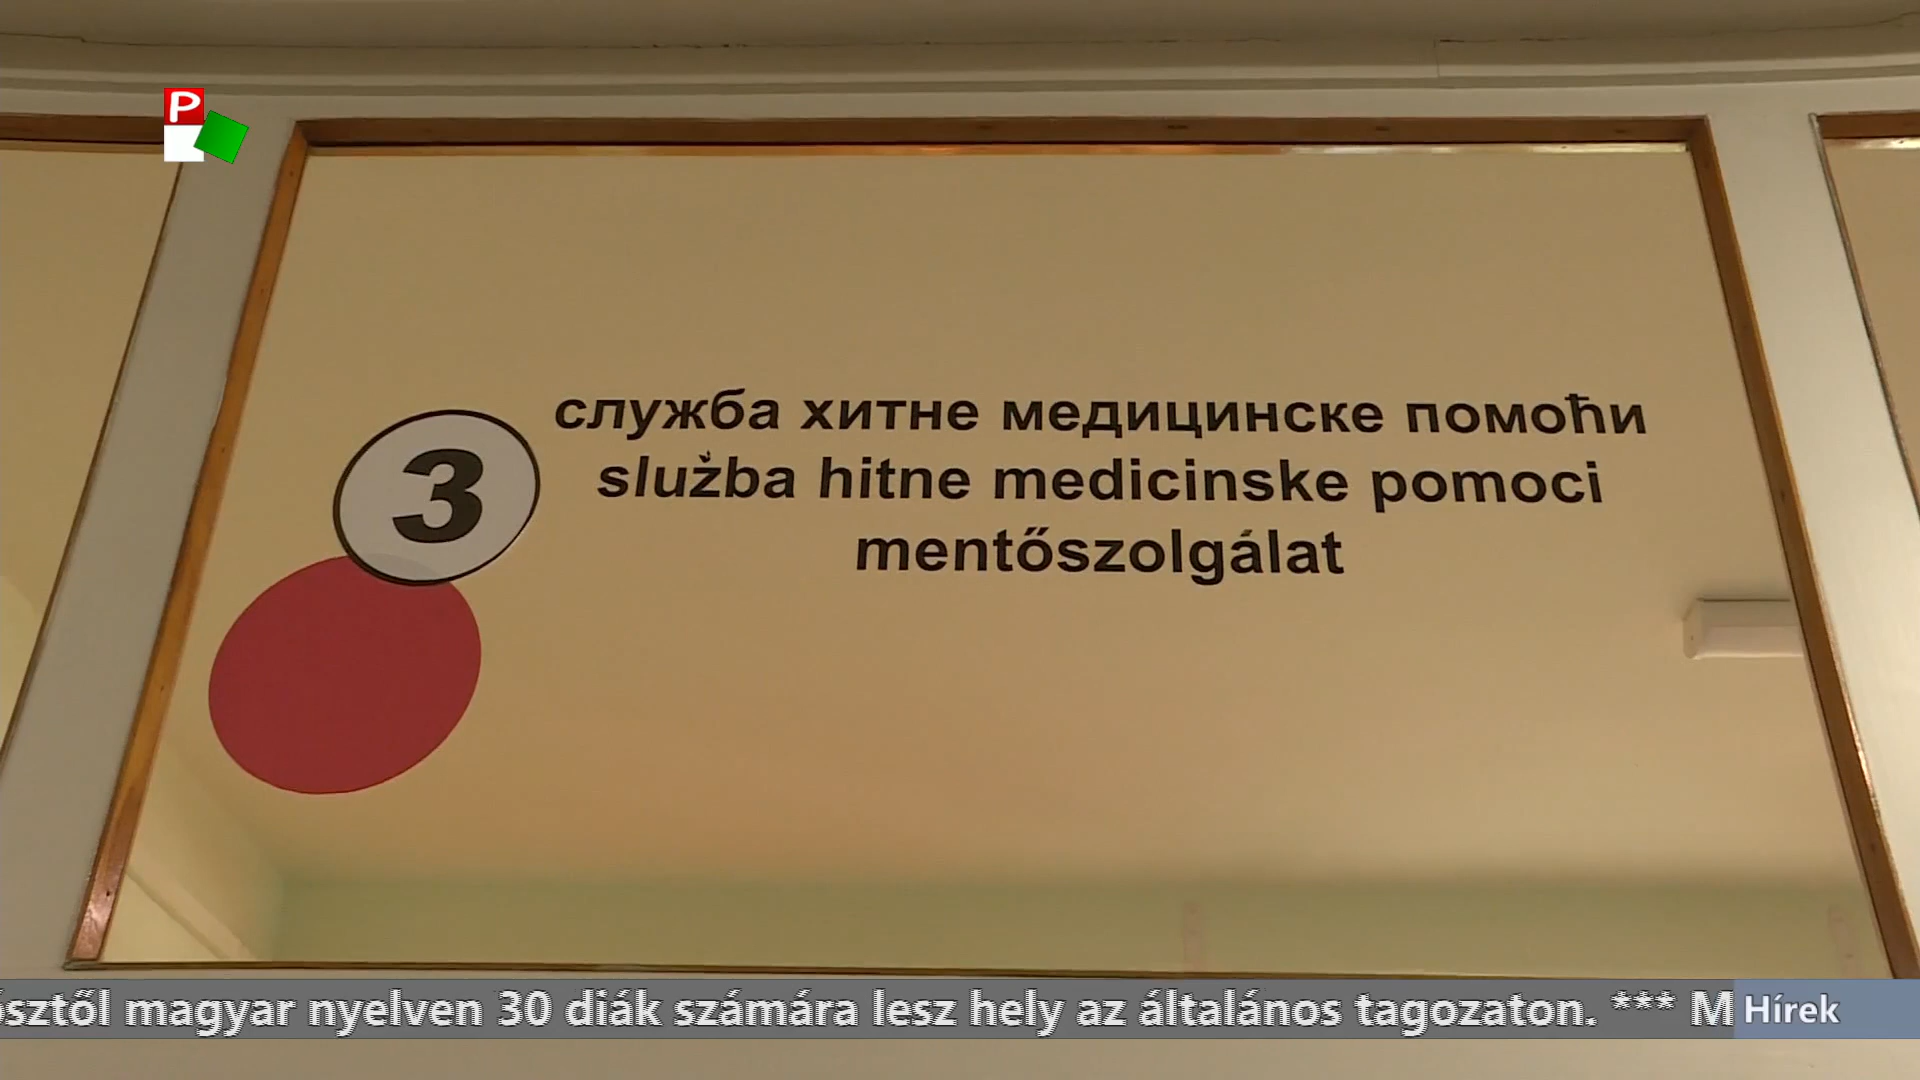 P
служба хитне медицинске помоћи
3
služba hitne medicinske pomoci
mentőszolgálat
magyar nyelven 30 diák számára lesz hely az általános tagozaton. *** M
Hírek